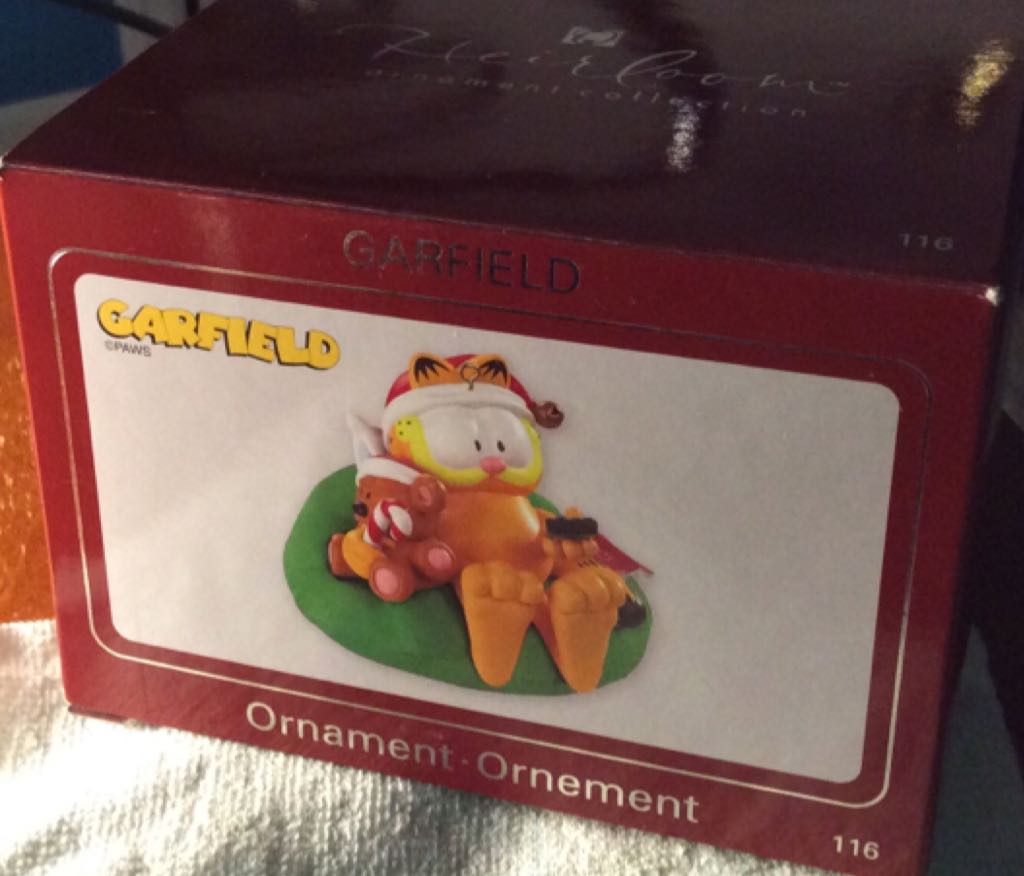 Heirloom
ornament collection
116
GARFIELD
GARFIELD
©PAWS
Ornament · Ornement
116